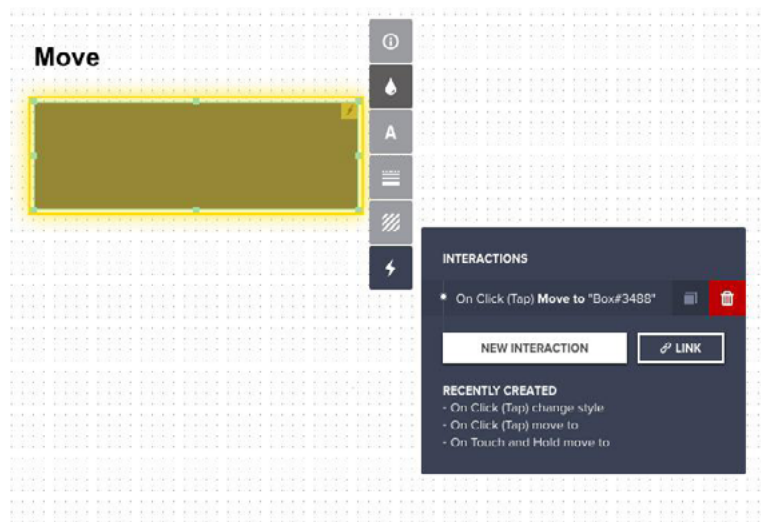 Move
A
INTERACTIONS
On Click (Tap) Move to "Box#3488"
NEW INTERACTION
LINK
RECENTLY CREATED
- On Click (Tap) change style
- On Click (Tap) move to
- On Touch and Hold move to